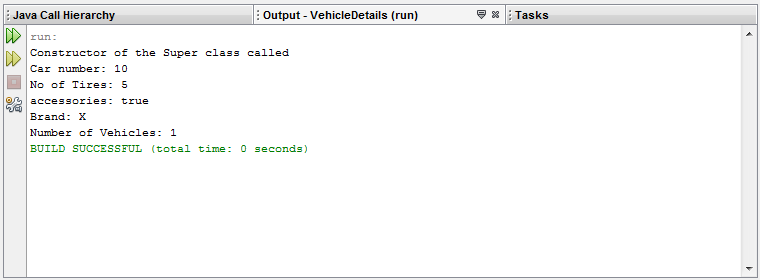 Java Call Hierarchy
Output - VehicleDetails (run)
Tasks
run:
Constructor of the Super class called
Car number: 10
No of Tires: 5
accessories: true
Brand: X
Number of Vehicles: 1
BUILD SUCCESSFUL (total time: 0 seconds)